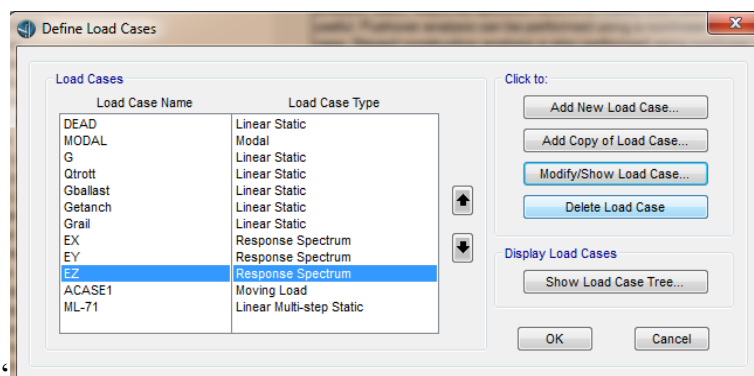 Define Load Cases
Load Cases
Click to:
Load Case Name Load Case Type
DEAD Linear Static
MODAL Modal
G Linear Static
Qtrott Linear Static
Gballast Linear Static
Getanch Linear Static
Grail Linear Static
EX Response Spectrum
EY Response Spectrum
EZ Response Spectrum
ACASE1 Moving Load
ML-71 Linear Multi-step Static
Add New Load Case...
Add Copy of Load Case...
Modify/Show Load Case...
Delete Load Case
Display Load Cases
Show Load Case Tree...
OK Cancel
‘